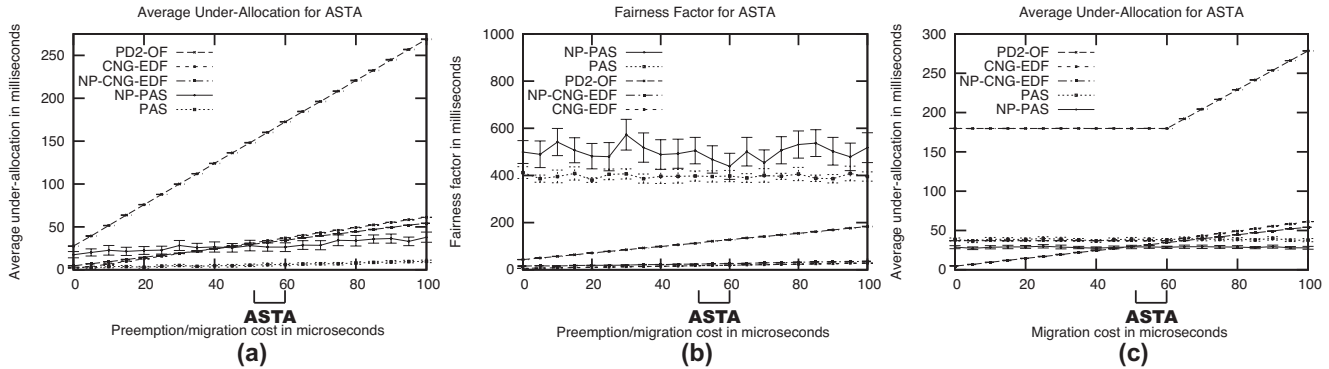 Average Under-Allocation for ASTA
Average under-allocation in milliseconds
250
200
150
100
50
0
PD2-OF
CNG-EDF
NP-CNG-EDF
NP-PAS
PAS
0 20 40 60 80 100
ASTA
Preemption/migration cost in microseconds
(a)
Fairness Factor for ASTA
Fairness factor in milliseconds
1000
800
600
400
200
0
NP-PAS
PAS
PD2-OF
NP-CNG-EDF
CNG-EDF
0 20 40 60 80 100
ASTA
Preemption/migration cost in microseconds
(b)
Average Under-Allocation for ASTA
Average under-allocation in milliseconds
300
250
200
150
100
50
0
PD2-OF
CNG-EDF
NP-CNG-EDF
PAS
NP-PAS
0 20 40 60 80 100
ASTA
Migration cost in microseconds
(c)